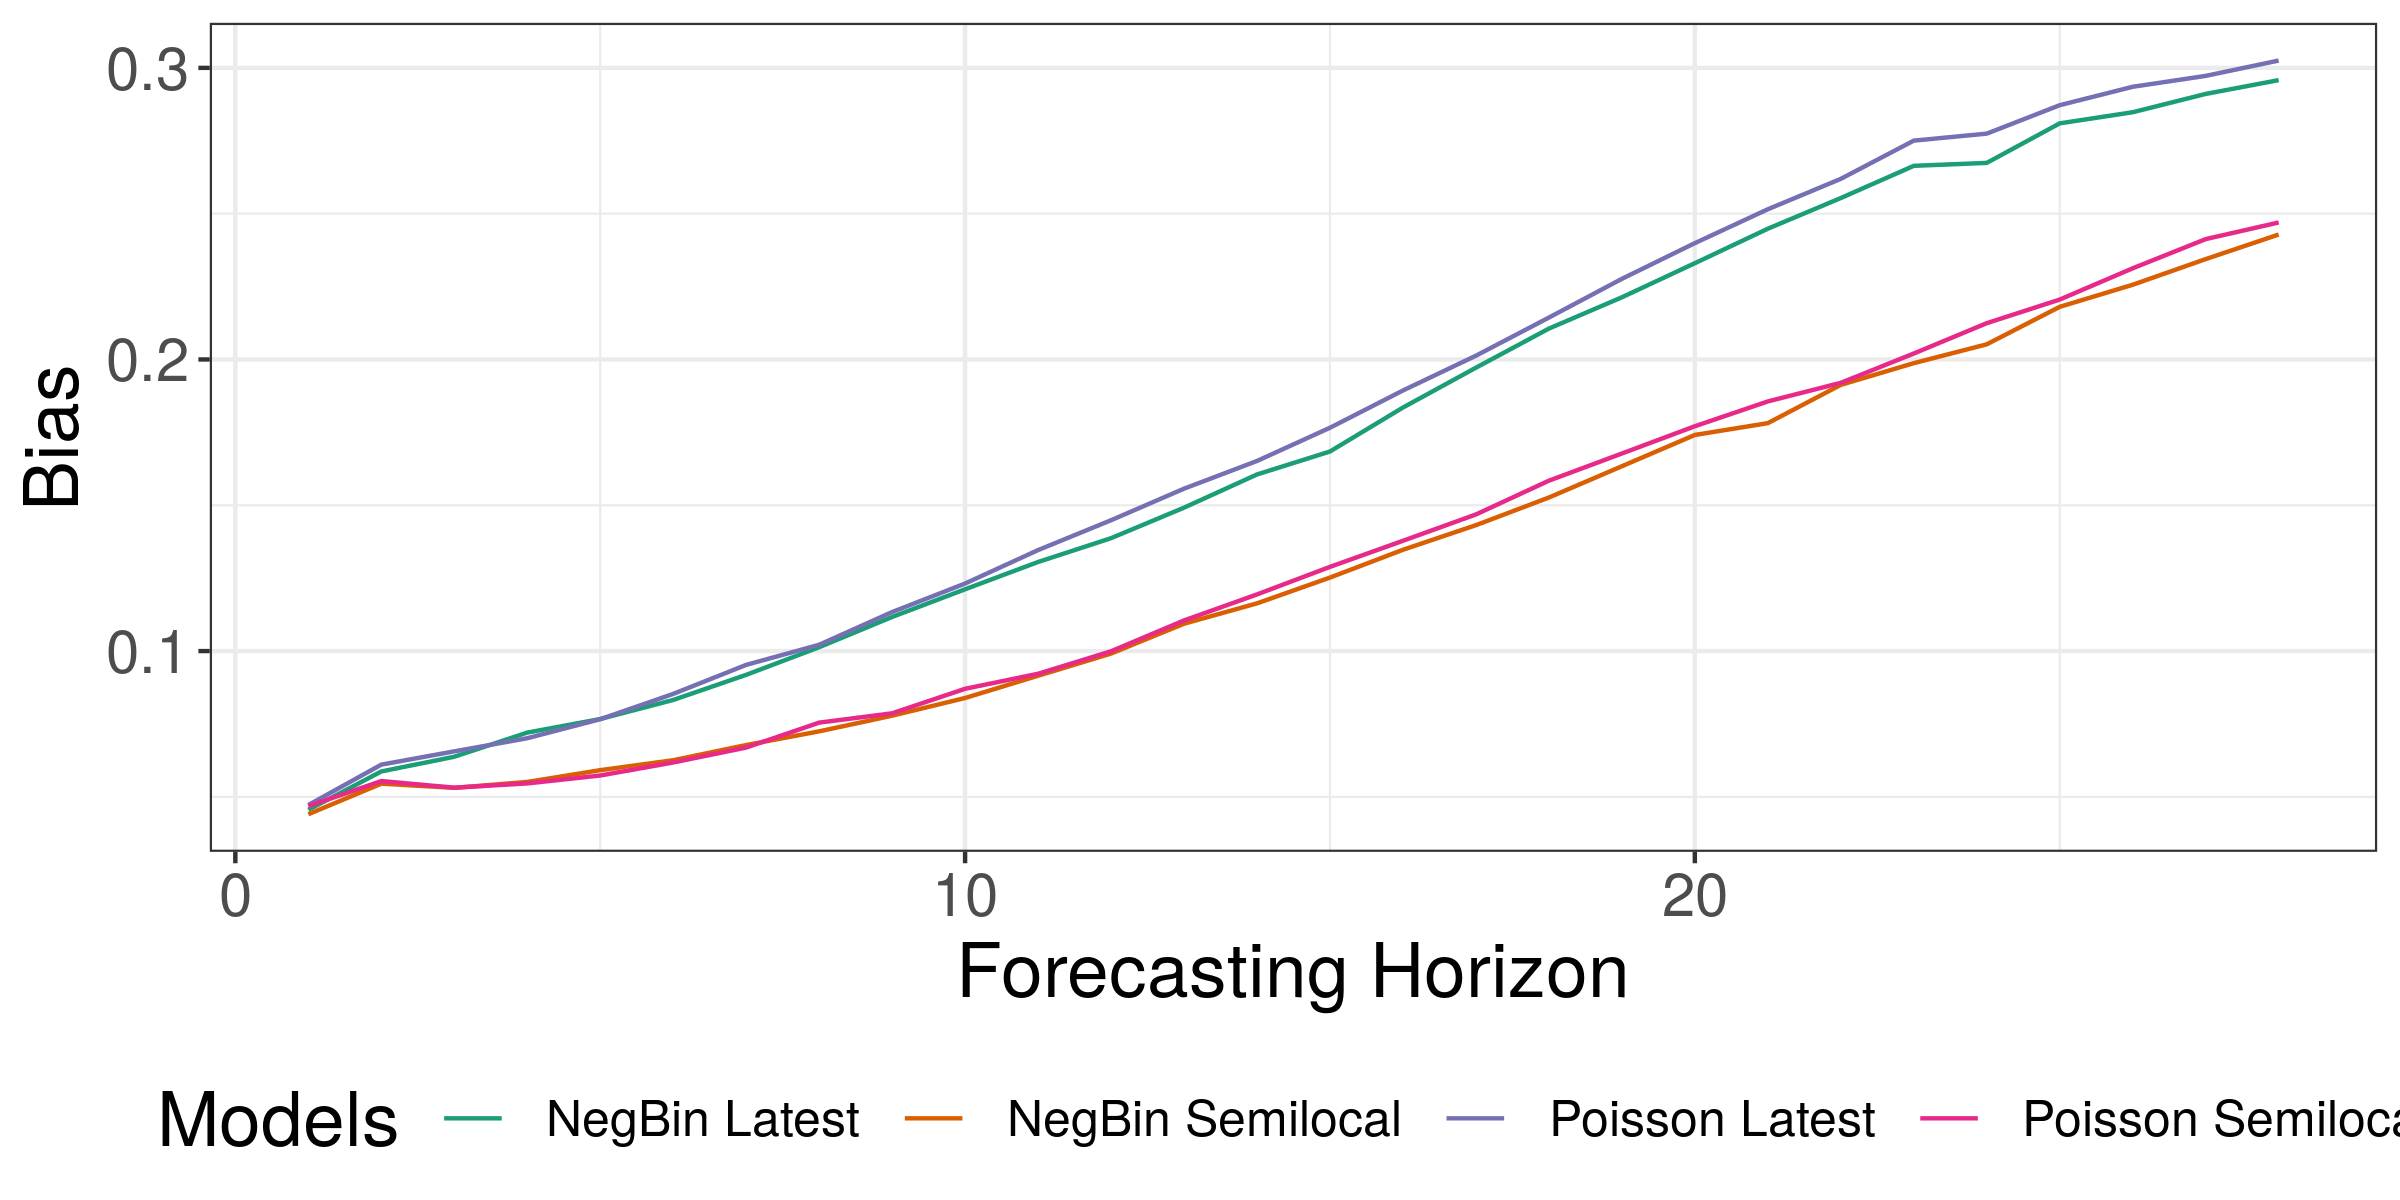 0.3
0.2
0.1
Bias
0 10 20
Forecasting Horizon
Models NegBin Latest NegBin Semilocal Poisson Latest Poisson